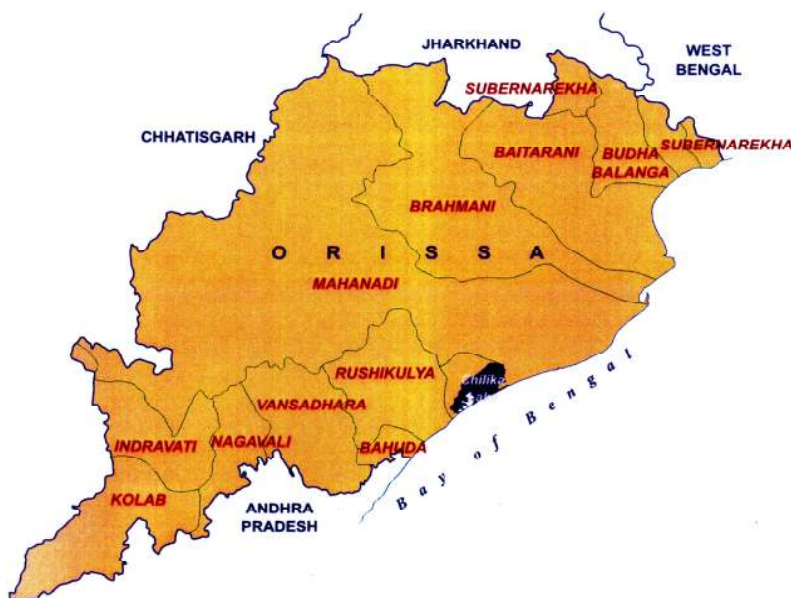 JHARKHAND
WEST
BENGAL
SUBERNAREKHA
CHHATISGARH
BAITARANI
BUDHA
BALANGA
SUBERNAREKHA
BRAHMANI
ORISSA
MAHANADI
RUSHIKULYA
Chilika
VANSADHARA
INDRAVATI
NAGAVALI
BAHUDA
KOLAB
ANDHRA
PRADESH
Bay of Bengal